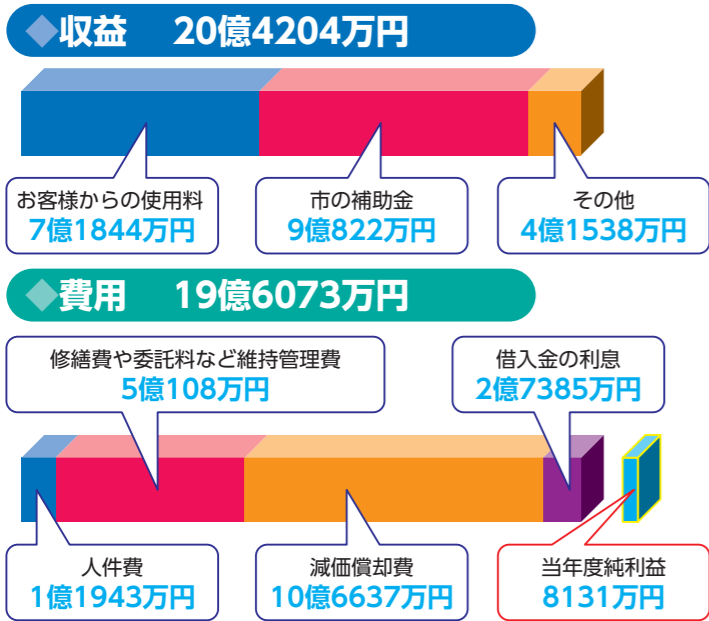 ◆収益 20億4204万円
お客様からの使用料
7億1844万円
市の補助金
9億822万円
その他
4億1538万円
◆費用 19億6073万円
修繕費や委託料など維持管理費
5億108万円
借入金の利息
2億7385万円
人件費
1億1943万円
減価償却費
10億6637万円
当年度純利益
8131万円